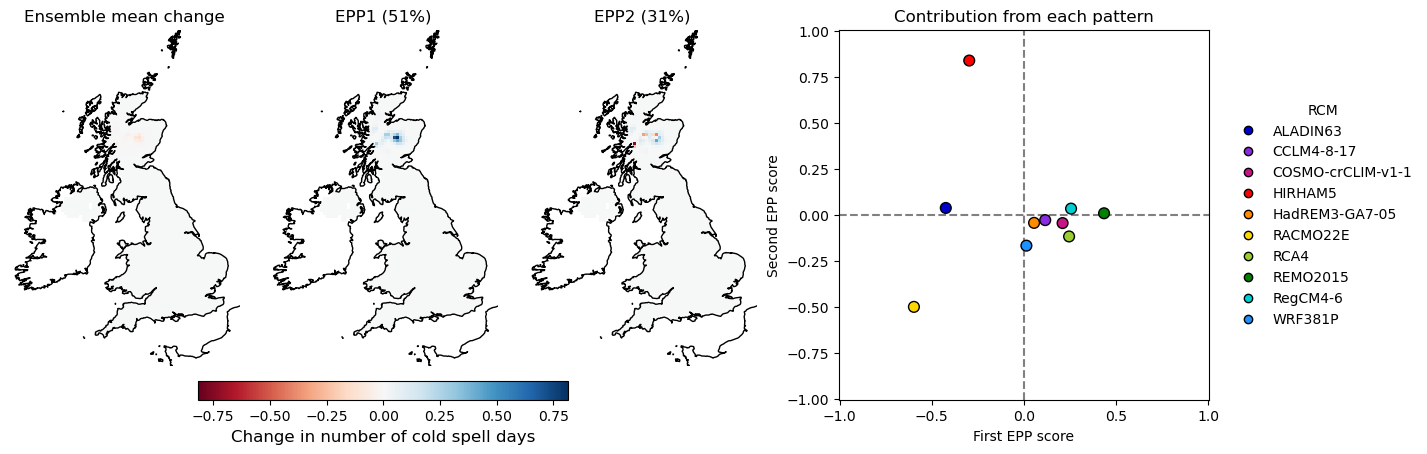 Ensemble mean change
EPP1 (51%)
EPP2 (31%)
−0.75
−0.50
−0.25
0.00
0.25
0.50
0.75
Change in number of cold spell days
Contribution from each pattern
1.00
0.75
0.50
0.25
0.00
−0.25
−0.50
−0.75
−1.00
Second EPP score
−1.0
−0.5
0.0
0.5
1.0
First EPP score
RCM
ALADIN63
CCLM4-8-17
COSMO-crCLIM-v1-1
HIRHAM5
HadREM3-GA7-05
RACMO22E
RCA4
REMO2015
RegCM4-6
WRF381P